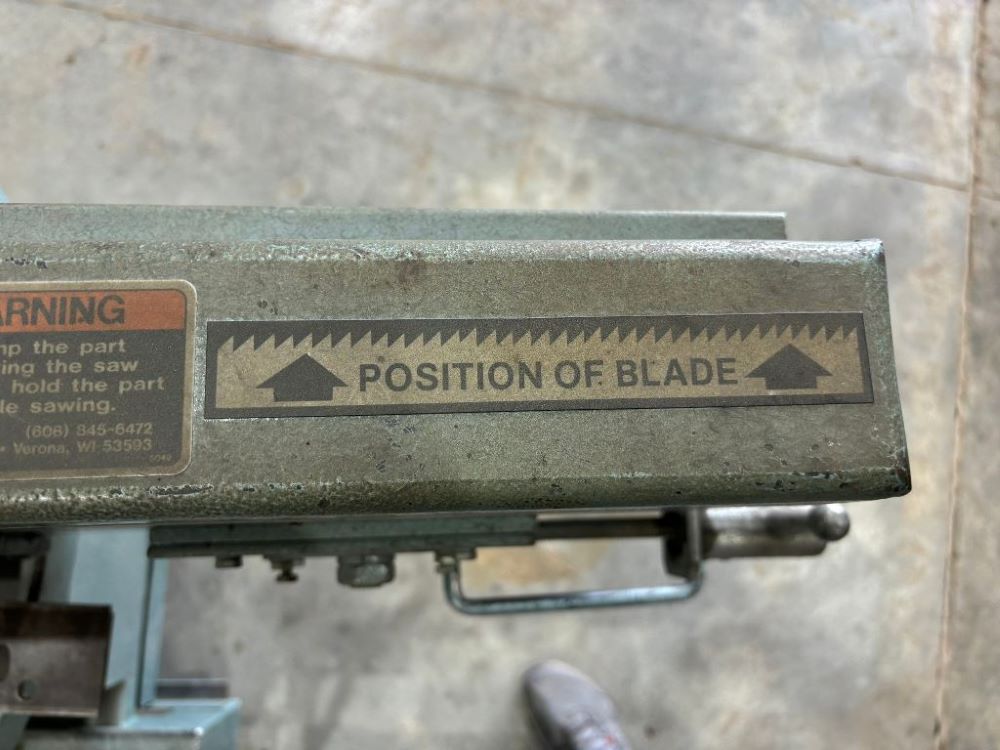 ARNING
mp the part
ing the saw
hold the part
le sawing.
(606) 845-6472
• Verona, WI 53593
POSITION OF BLADE